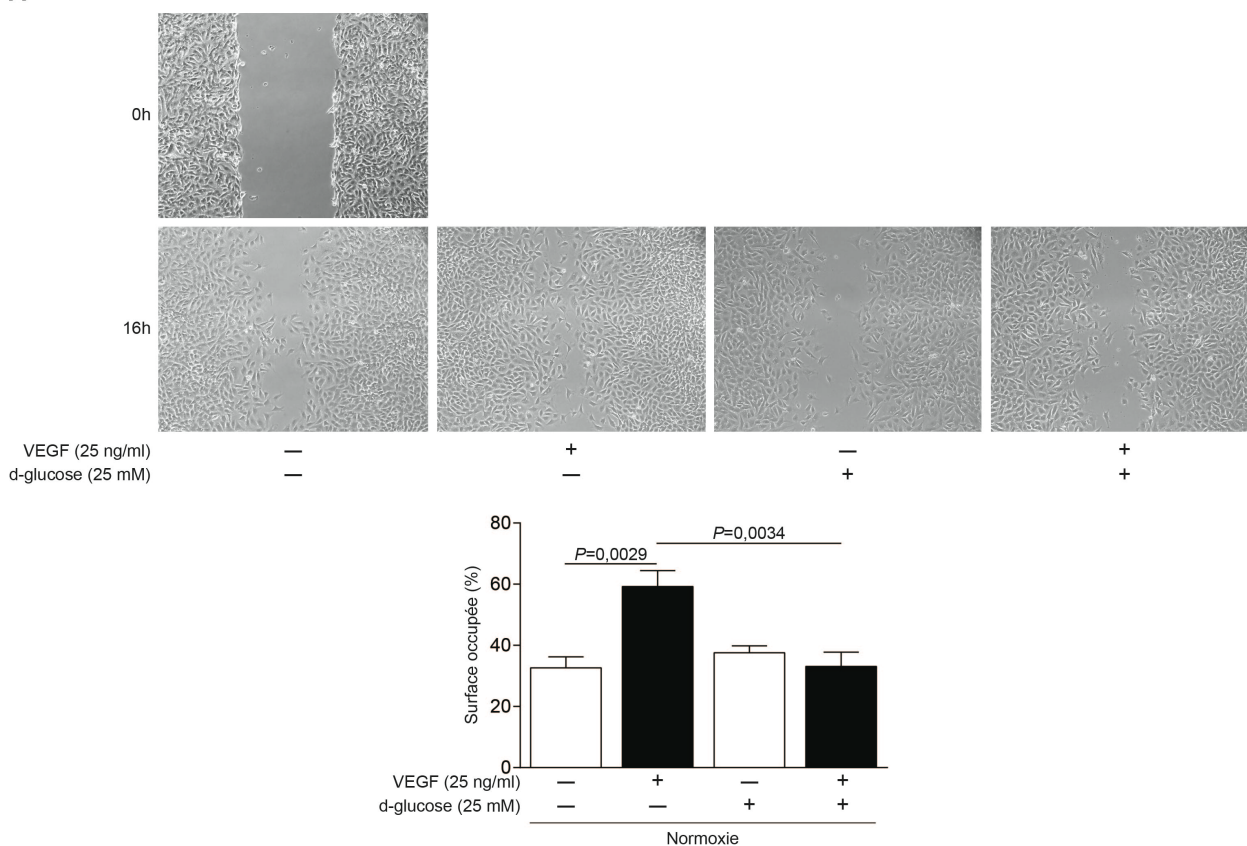 0h
16h
VEGF (25 ng/ml) — + — +
d-glucose (25 mM) — — + +
80
60
40
20
0
Surface occupée (%)
P=0,0029
P=0,0034
VEGF (25 ng/ml) — + — +
d-glucose (25 mM) — — + +
Normoxie